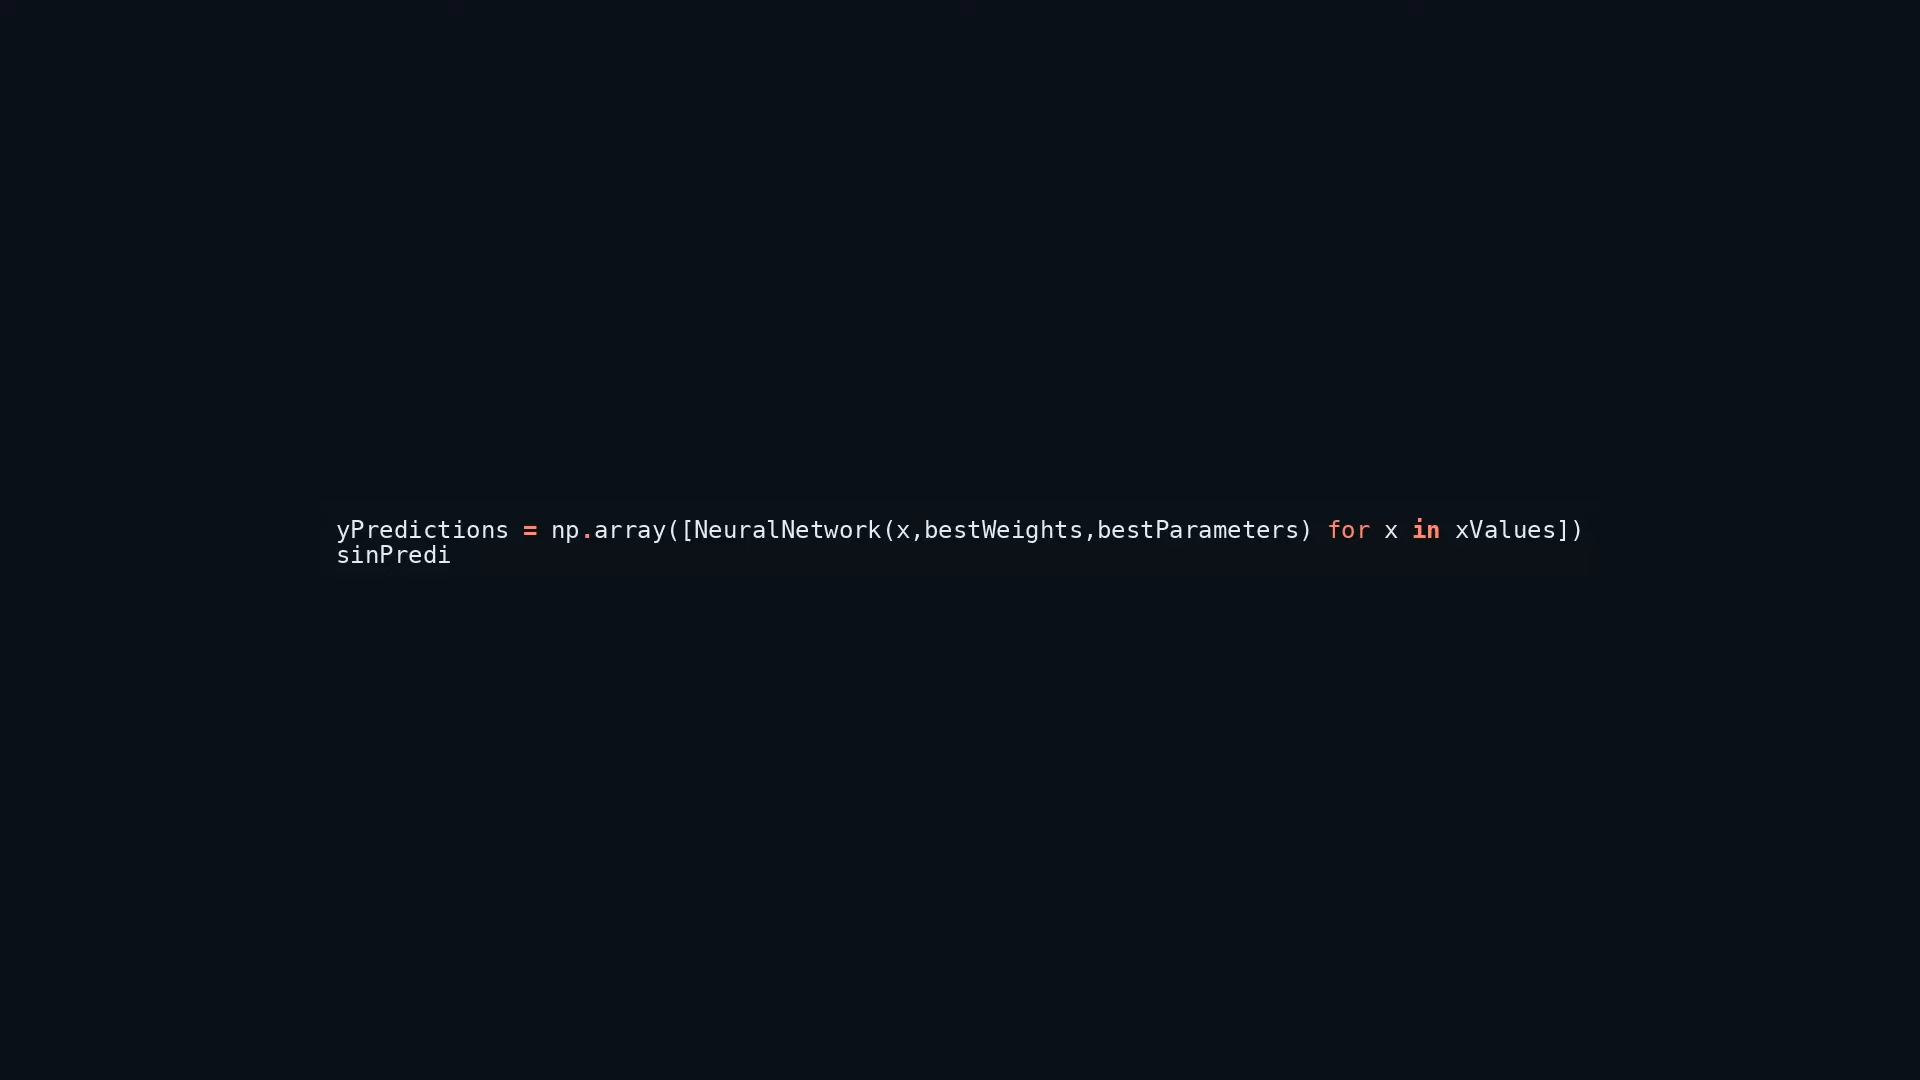 yPredictions = np.array([NeuralNetwork(x,bestWeights,bestParameters) for x in xValues])
sinPredi